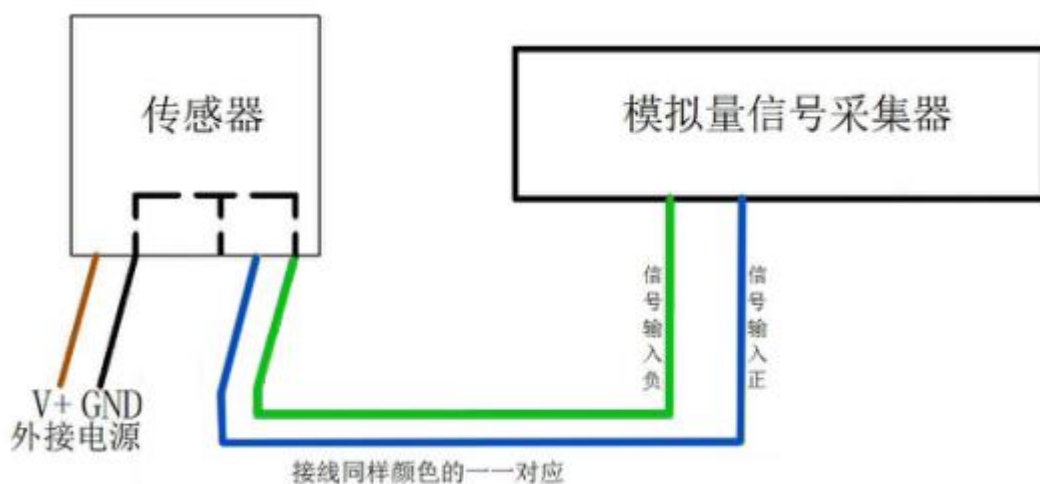 传感器
模拟量信号采集器
信号输入负
信号输入正
V+ GND
外接电源
接线同样颜色的一一对应